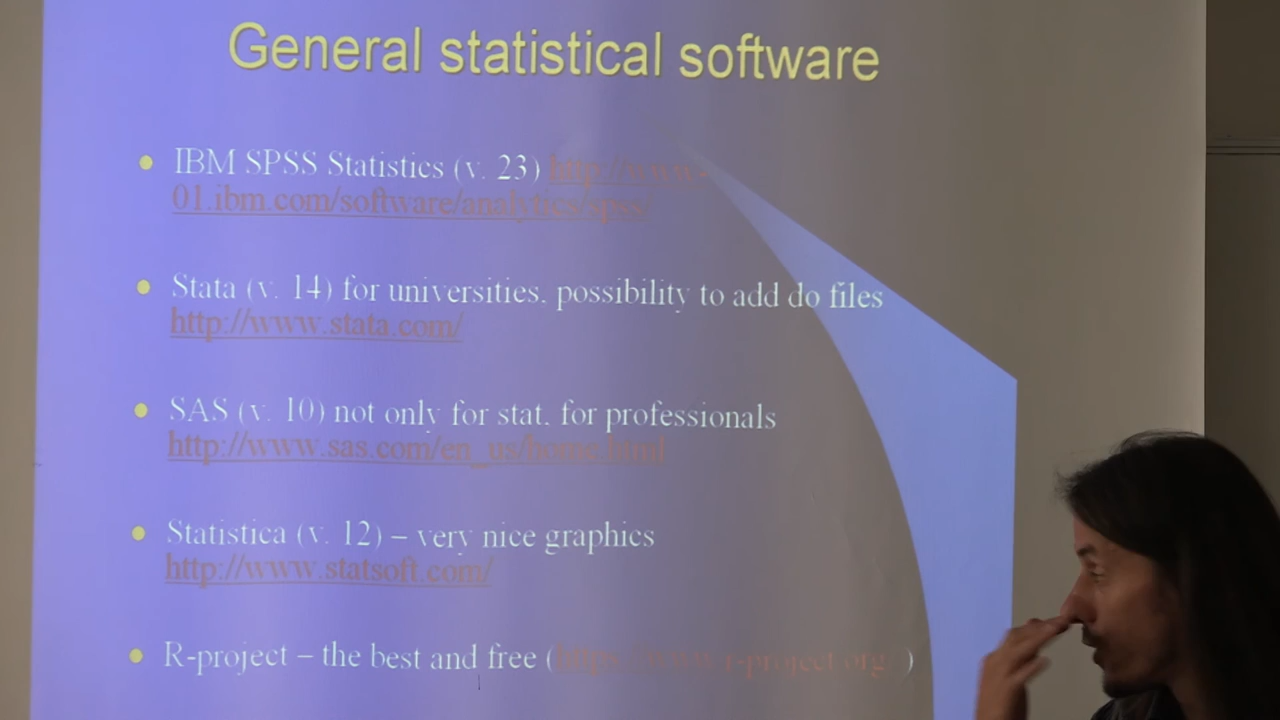 General statistical software
IBM SPSS Statistics (v. 23) http://www-
01.ibm.com/software/analytics/spss/
Stata (v. 14) for universities, possibility to add do files
http://www.stata.com/
SAS (v. 10) not only for stat. for professionals
http://www.sas.com/en_us/home.html
Statistica (v. 12) – very nice graphics
http://www.statsoft.com/
R-project – the best and free (https://www.r-project.org/)